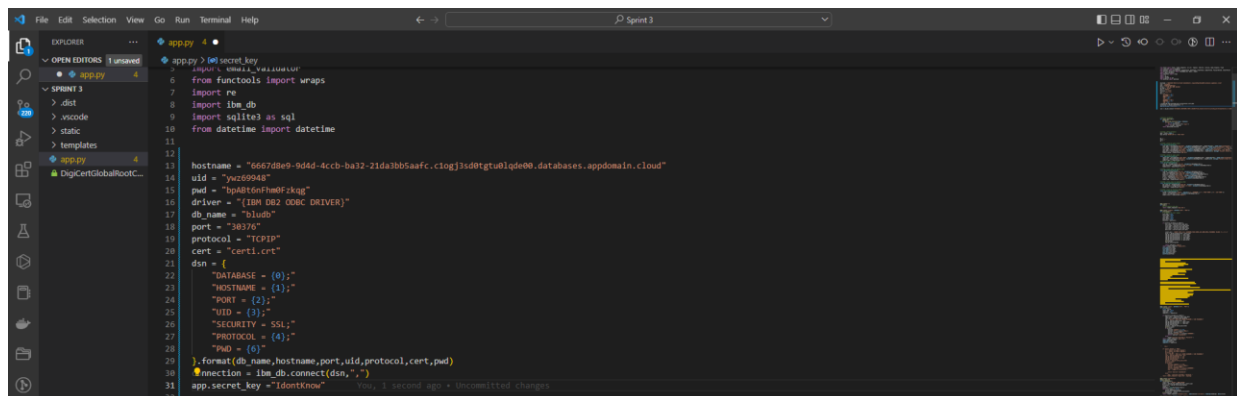 File Edit Selection View Go Run Terminal Help
Sprint 3
EXPLORER
app.py 4
OPEN EDITORS 1 unsaved
app.py > secret_key
app.py 4
5 import email_validator
6 from functools import wraps
SPRINT 3
7 import re
.dist
8 import ibm_db
.vscode
9 import sqlite3 as sql
static
10 from datetime import datetime
templates
11
app.py 4
12
DigiCertGlobalRootC...
13 hostname = "6667d8e9-9d4d-4ccb-ba32-21da3bb5aafc.c1ogj3sd0tgtu0lqde00.databases.appdomain.cloud"
14 uid = "ywz69948"
15 pwd = "bpABt6nFhm0Fzkqg"
16 driver = "{IBM DB2 ODBC DRIVER}"
17 db_name = "bludb"
18 port = "30376"
19 protocol = "TCPIP"
20 cert = "certi.crt"
21 dsn = (
22 "DATABASE = {0};"
23 "HOSTNAME = {1};"
24 "PORT = {2};"
25 "UID = {3};"
26 "SECURITY = SSL;"
27 "PROTOCOL = {4};"
28 "PWD = {6}"
29 ).format(db_name,hostname,port,uid,protocol,cert,pwd)
30 nnection = ibm_db.connect(dsn,",")
31 app.secret_key ="IdontKnow" You, 1 second ago • Uncommitted changes
220